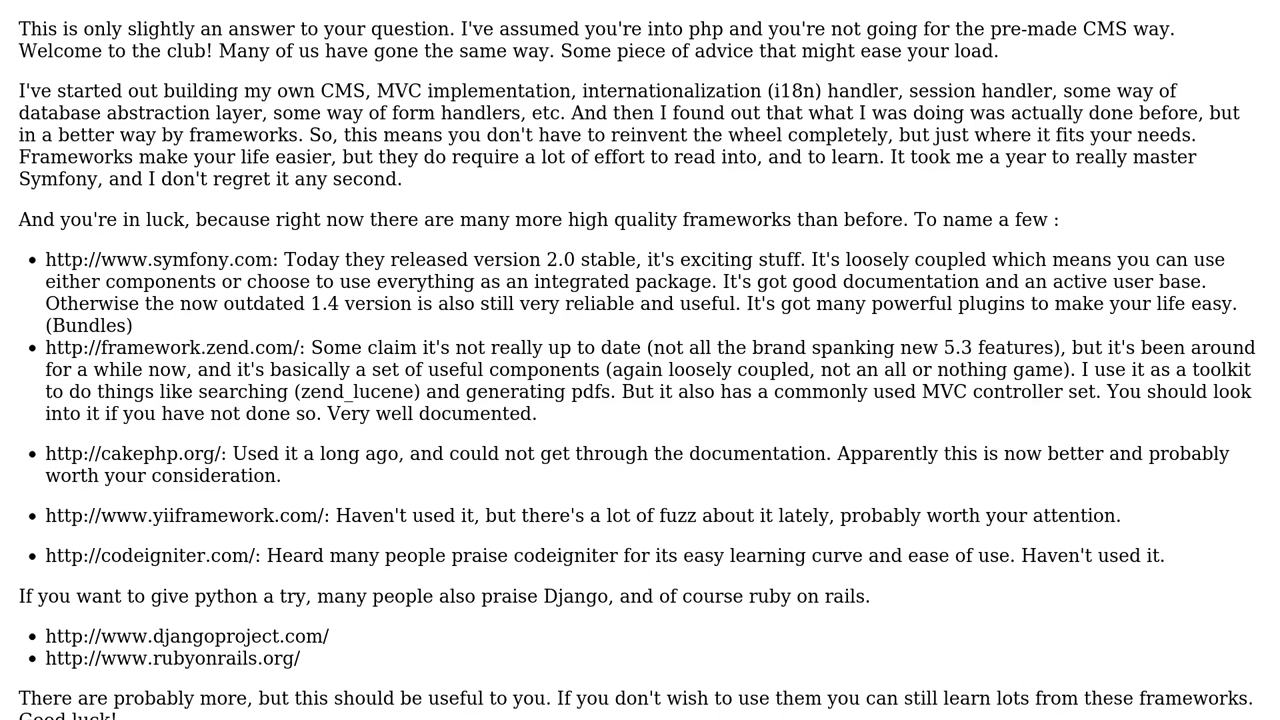 This is only slightly an answer to your question. I've assumed you're into php and you're not going for the pre-made CMS way.
Welcome to the club! Many of us have gone the same way. Some piece of advice that might ease your load.
I've started out building my own CMS, MVC implementation, internationalization (i18n) handler, session handler, some way of
database abstraction layer, some way of form handlers, etc. And then I found out that what I was doing was actually done before, but
in a better way by frameworks. So, this means you don't have to reinvent the wheel completely, but just where it fits your needs.
Frameworks make your life easier, but they do require a lot of effort to read into, and to learn. It took me a year to really master
Symfony, and I don't regret it any second.
And you're in luck, because right now there are many more high quality frameworks than before. To name a few :
• http://www.symfony.com: Today they released version 2.0 stable, it's exciting stuff. It's loosely coupled which means you can use
either components or choose to use everything as an integrated package. It's got good documentation and an active user base.
Otherwise the now outdated 1.4 version is also still very reliable and useful. It's got many powerful plugins to make your life easy.
(Bundles)
• http://framework.zend.com/: Some claim it's not really up to date (not all the brand spanking new 5.3 features), but it's been around
for a while now, and it's basically a set of useful components (again loosely coupled, not an all or nothing game). I use it as a toolkit
to do things like searching (zend_lucene) and generating pdfs. But it also has a commonly used MVC controller set. You should look
into it if you have not done so. Very well documented.
• http://cakephp.org/: Used it a long ago, and could not get through the documentation. Apparently this is now better and probably
worth your consideration.
• http://www.yiiframework.com/: Haven't used it, but there's a lot of fuzz about it lately, probably worth your attention.
• http://codeigniter.com/: Heard many people praise codeigniter for its easy learning curve and ease of use. Haven't used it.
If you want to give python a try, many people also praise Django, and of course ruby on rails.
• http://www.djangoproject.com/
• http://www.rubyonrails.org/
There are probably more, but this should be useful to you. If you don't wish to use them you can still learn lots from these frameworks.
Good luck!